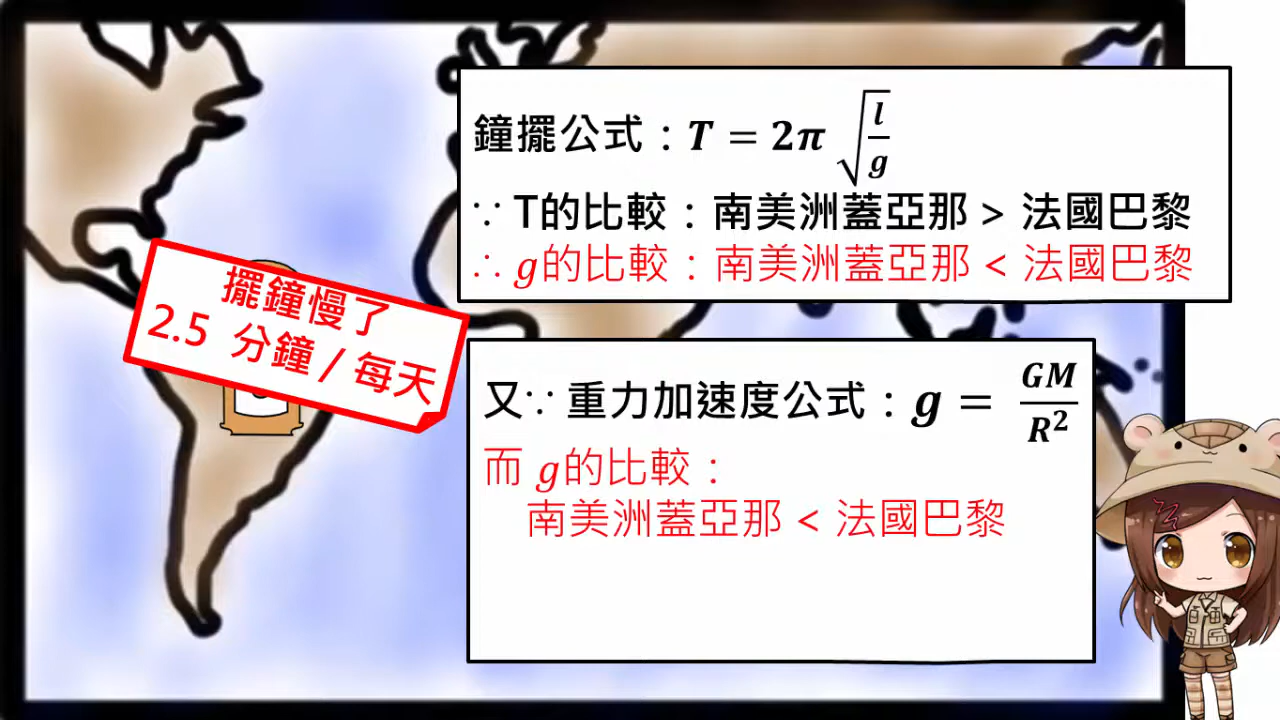 鐘擺公式：T = 2π √(l/g)
∵ T的比較：南美洲蓋亞那 > 法國巴黎
∴ g的比較：南美洲蓋亞那 < 法國巴黎
擺鐘慢了
2.5 分鐘 / 每天
又∵ 重力加速度公式：g = GM/R²
而 g的比較：
南美洲蓋亞那 < 法國巴黎